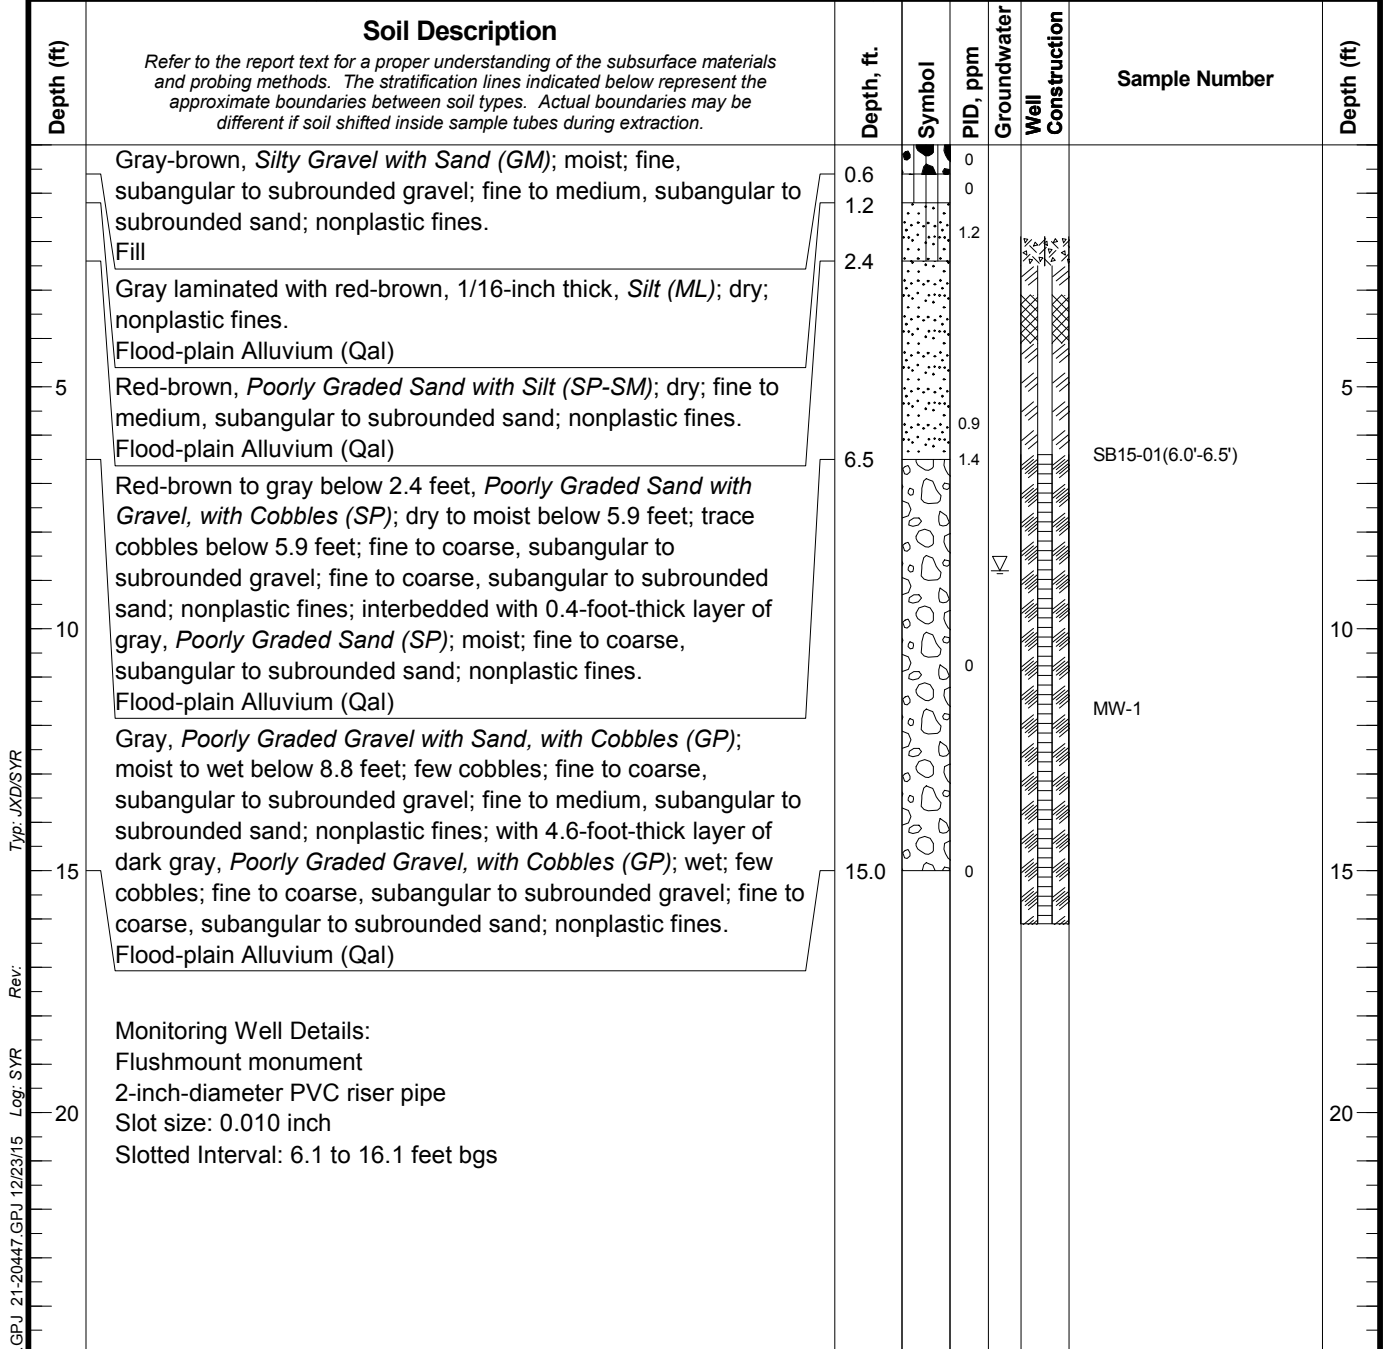 Depth (ft)
Soil Description
Refer to the report text for a proper understanding of the subsurface materials
and probing methods. The stratification lines indicated below represent the
approximate boundaries between soil types. Actual boundaries may be
different if soil shifted inside sample tubes during extraction.
Depth, ft.
Symbol
PID, ppm
Groundwater
Well
Construction
Sample Number
Depth (ft)
Gray-brown, Silty Gravel with Sand (GM); moist; fine,
subangular to subrounded gravel; fine to medium, subangular to
subrounded sand; nonplastic fines.
Fill
0.6
0
Gray laminated with red-brown, 1/16-inch thick, Silt (ML); dry;
nonplastic fines.
Flood-plain Alluvium (Qal)
1.2
0
Red-brown, Poorly Graded Sand with Silt (SP-SM); dry; fine to
medium, subangular to subrounded sand; nonplastic fines.
Flood-plain Alluvium (Qal)
2.4
1.2
5
5
Red-brown to gray below 2.4 feet, Poorly Graded Sand with
Gravel, with Cobbles (SP); dry to moist below 5.9 feet; trace
cobbles below 5.9 feet; fine to coarse, subangular to
subrounded gravel; fine to coarse, subangular to subrounded
sand; nonplastic fines; interbedded with 0.4-foot-thick layer of
gray, Poorly Graded Sand (SP); moist; fine to coarse,
subangular to subrounded sand; nonplastic fines.
Flood-plain Alluvium (Qal)
6.5
0.9
1.4
SB15-01(6.0'-6.5')
10
10
0
MW-1
Gray, Poorly Graded Gravel with Sand, with Cobbles (GP);
moist to wet below 8.8 feet; few cobbles; fine to coarse,
subangular to subrounded gravel; fine to medium, subangular to
subrounded sand; nonplastic fines; with 4.6-foot-thick layer of
dark gray, Poorly Graded Gravel, with Cobbles (GP); wet; few
cobbles; fine to coarse, subangular to subrounded gravel; fine to
coarse, subangular to subrounded sand; nonplastic fines.
Flood-plain Alluvium (Qal)
15
15.0
0
15
Monitoring Well Details:
Flushmount monument
2-inch-diameter PVC riser pipe
Slot size: 0.010 inch
Slotted Interval: 6.1 to 16.1 feet bgs
20
20
Typ: JXD/SYR
Rev:
Log: SYR
.GPJ 21-20447.GPJ 12/23/15